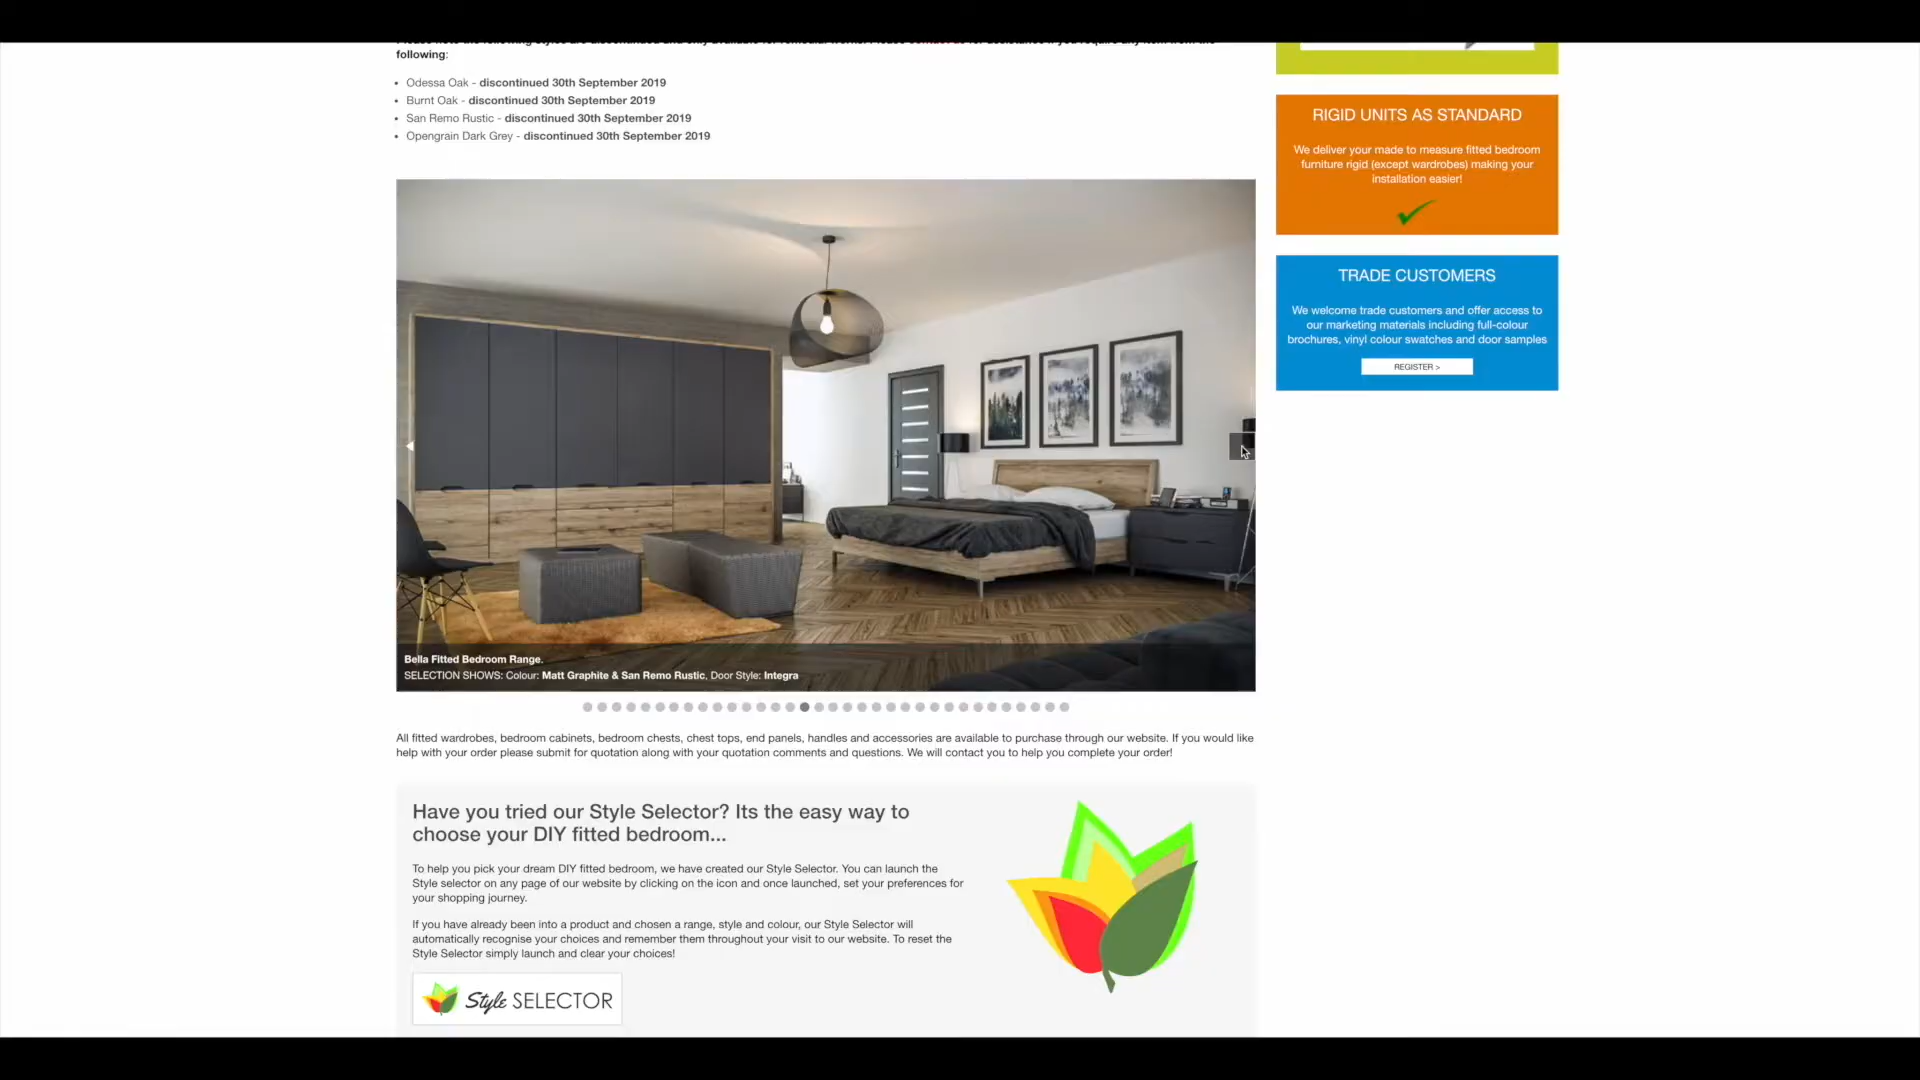 following:
• Odessa Oak - discontinued 30th September 2019
• Burnt Oak - discontinued 30th September 2019
• San Remo Rustic - discontinued 30th September 2019
• Opengrain Dark Grey - discontinued 30th September 2019
Bella Fitted Bedroom Range.
SELECTION SHOWS: Colour: Matt Graphite & San Remo Rustic. Door Style: Integra
All fitted wardrobes, bedroom cabinets, bedroom chests, chest tops, end panels, handles and accessories are available to purchase through our website. If you would like
help with your order please submit for quotation along with your quotation comments and questions. We will contact you to help you complete your order!
Have you tried our Style Selector? Its the easy way to
choose your DIY fitted bedroom...
To help you pick your dream DIY fitted bedroom, we have created our Style Selector. You can launch the
Style selector on any page of our website by clicking on the icon and once launched, set your preferences for
your shopping journey.
If you have already been into a product and chosen a range, style and colour, our Style Selector will
automatically recognise your choices and remember them throughout your visit to our website. To reset the
Style Selector simply launch and clear your choices!
Style SELECTOR
RIGID UNITS AS STANDARD
We deliver your made to measure fitted bedroom
furniture rigid (except wardrobes) making your
installation easier!
TRADE CUSTOMERS
We welcome trade customers and offer access to
our marketing materials including full-colour
brochures, vinyl colour swatches and door samples
REGISTER >